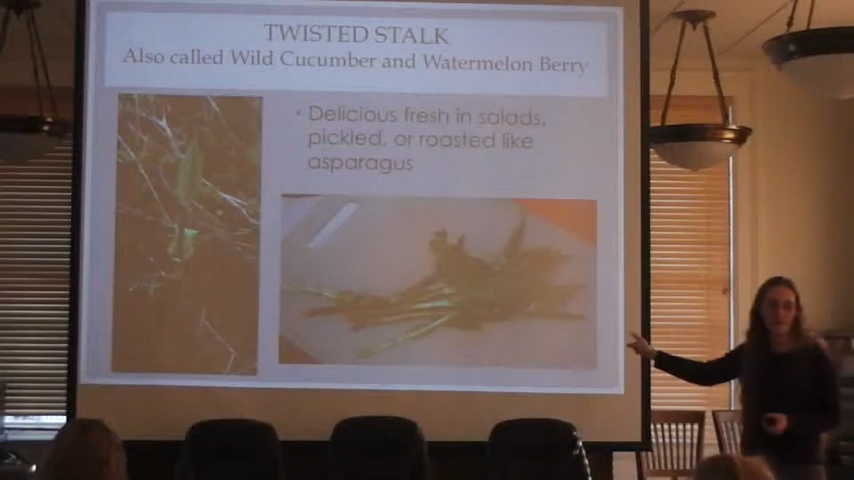 TWISTED STALK
Also called Wild Cucumber and Watermelon Berry
• Delicious fresh in salads,
pickled, or roasted like
asparagus